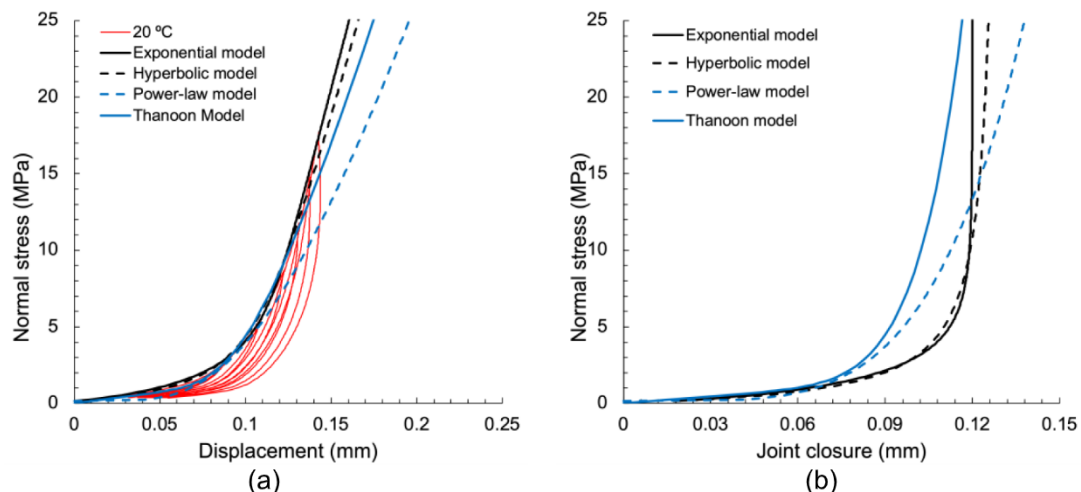 20 ºC
Exponential model
Hyperbolic model
Power-law model
Thanoon Model
Normal stress (MPa)
25
20
15
10
5
0
0 0.05 0.1 0.15 0.2 0.25
Displacement (mm)
(a)
Exponential model
Hyperbolic model
Power-law model
Thanoon model
Normal stress (MPa)
25
20
15
10
5
0
0 0.03 0.06 0.09 0.12 0.15
Joint closure (mm)
(b)